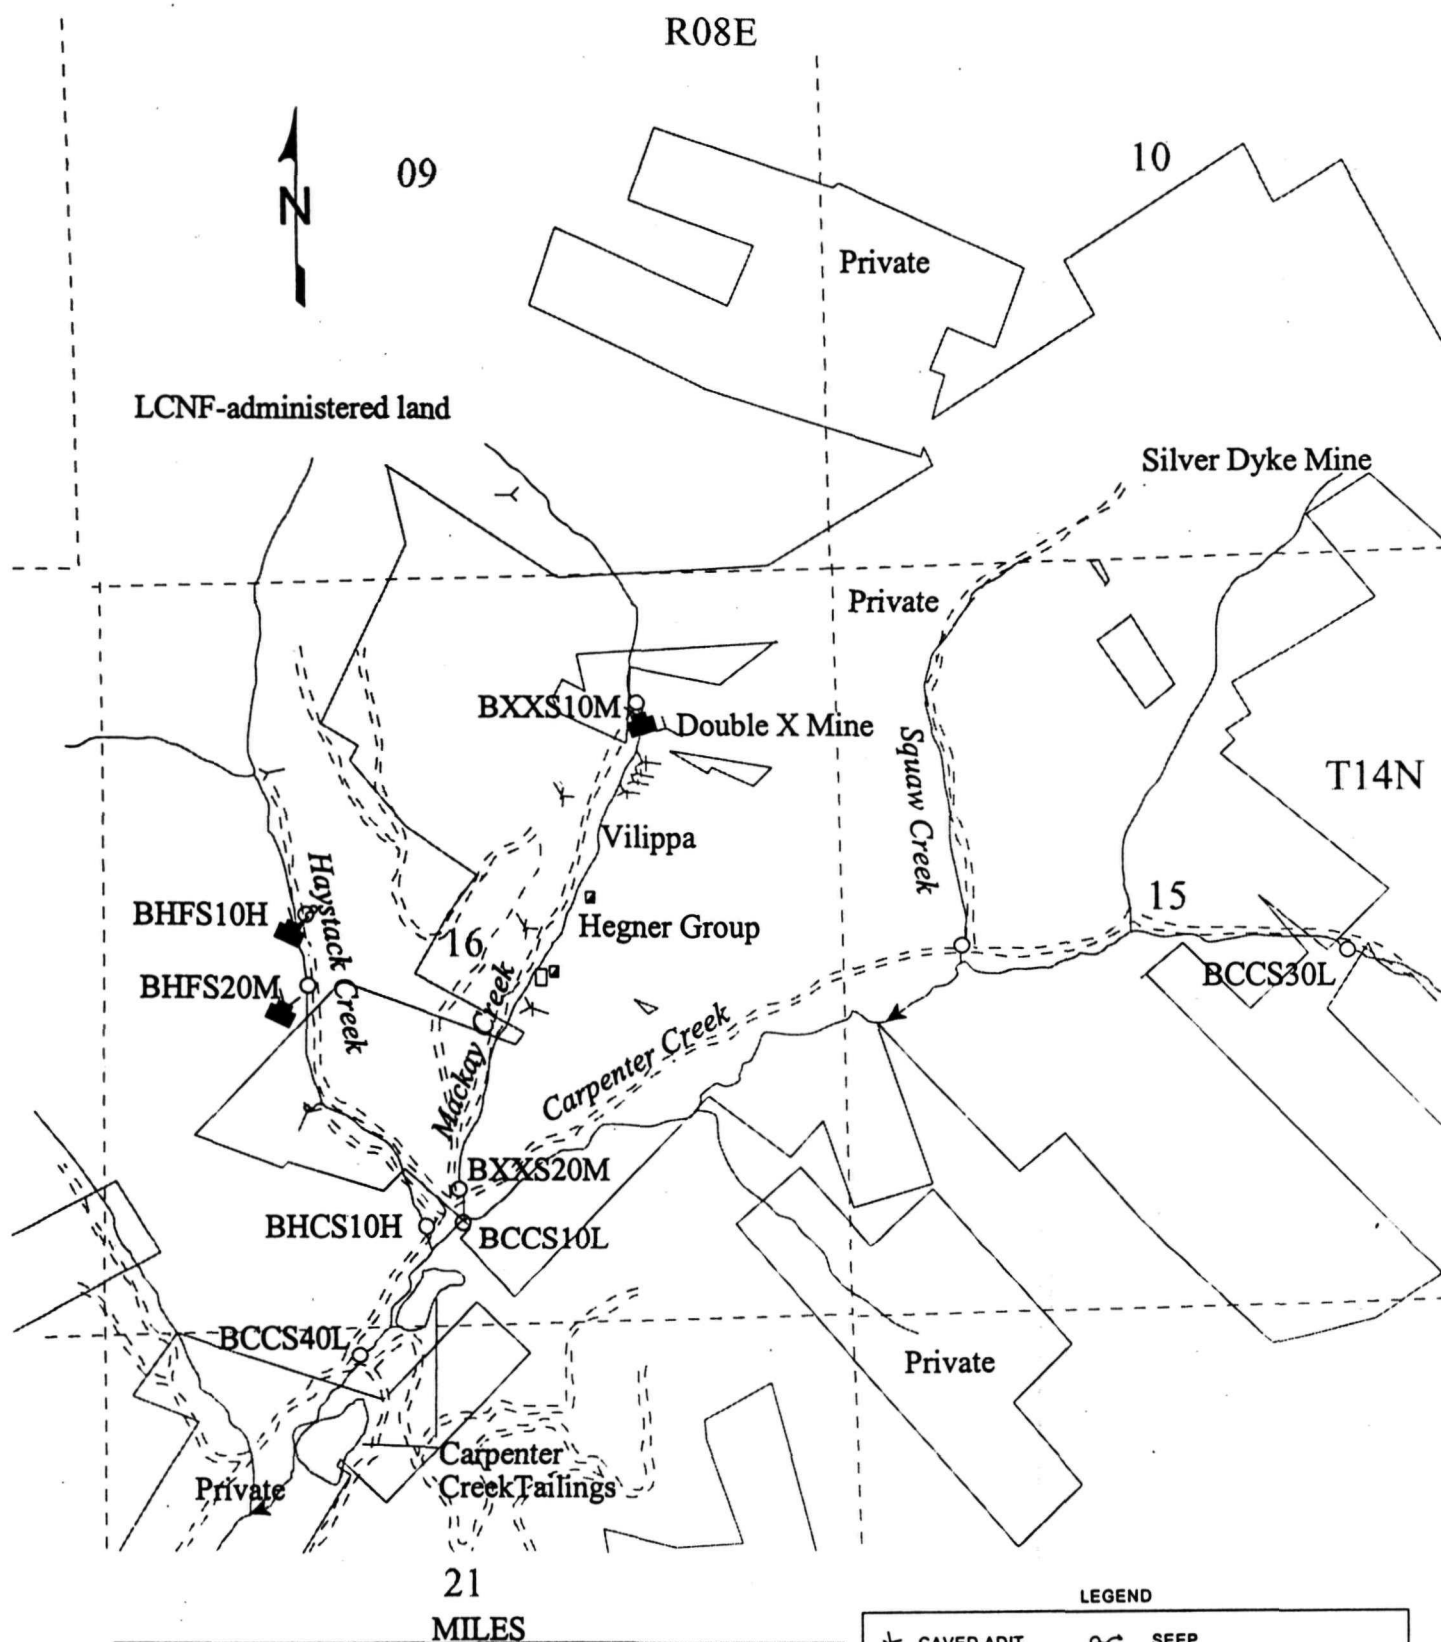 R08E
N
09
10
Private
LCNF-administered land
Silver Dyke Mine
Private
BXXS10M
Double X Mine
Squaw Creek
T14N
Vilippa
Haystack Creek
BHFS10H
16
Hegner Group
15
BHFS20M
BCCS30L
Mackay Creek
Carpenter Creek
BXXS20M
BHCS10H
BCCS10L
BCCS40L
Private
Carpenter
CreekTailings
Private
21
MILES
LEGEND
CAVED ADIT
SEEP